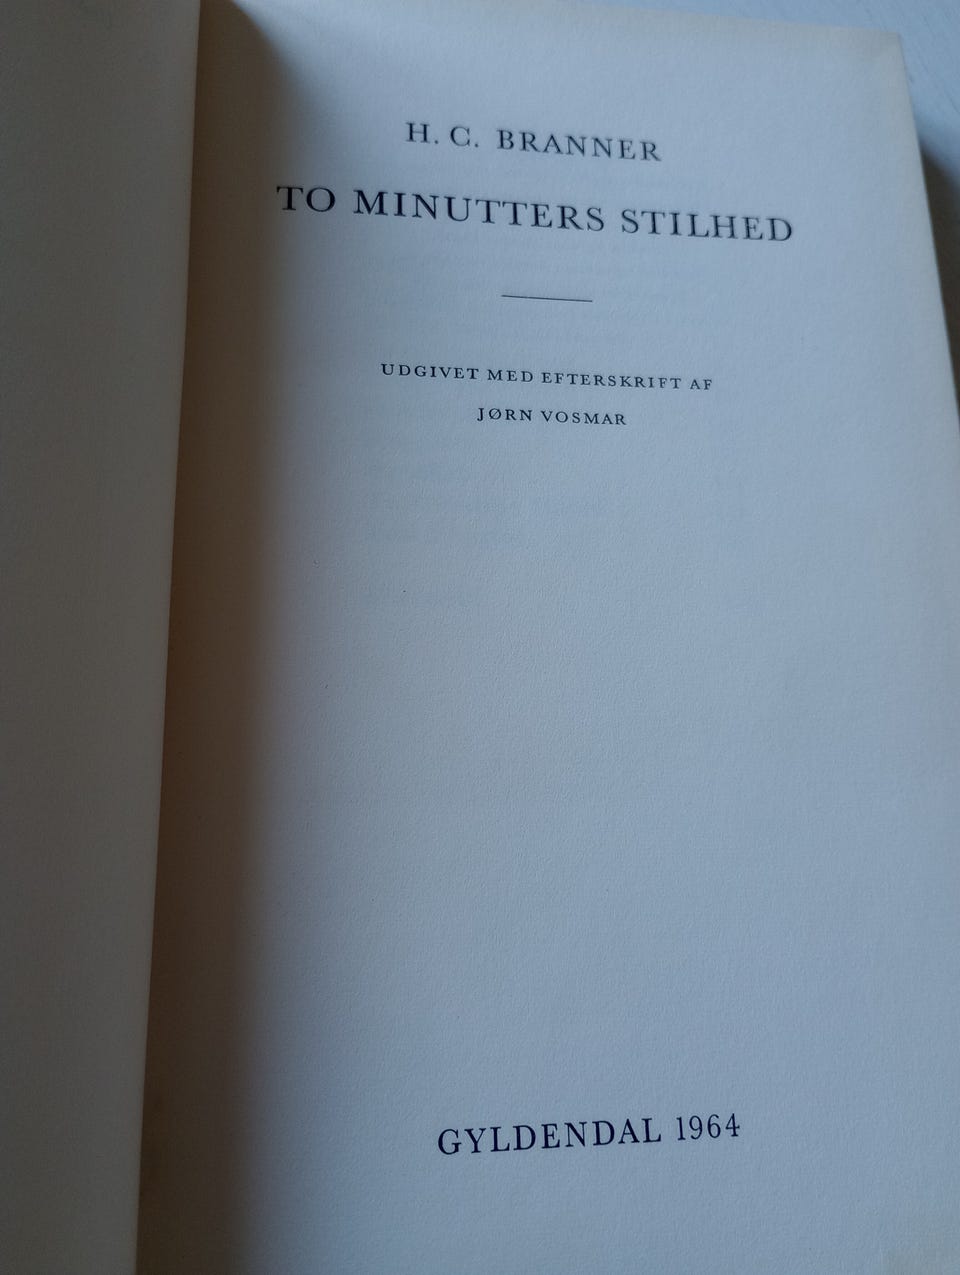 H. C. BRANNER
TO MINUTTERS STILHED
UDGIVET MED EFTERSKRIFT AF
JØRN VOSMAR
GYLDENDAL 1964